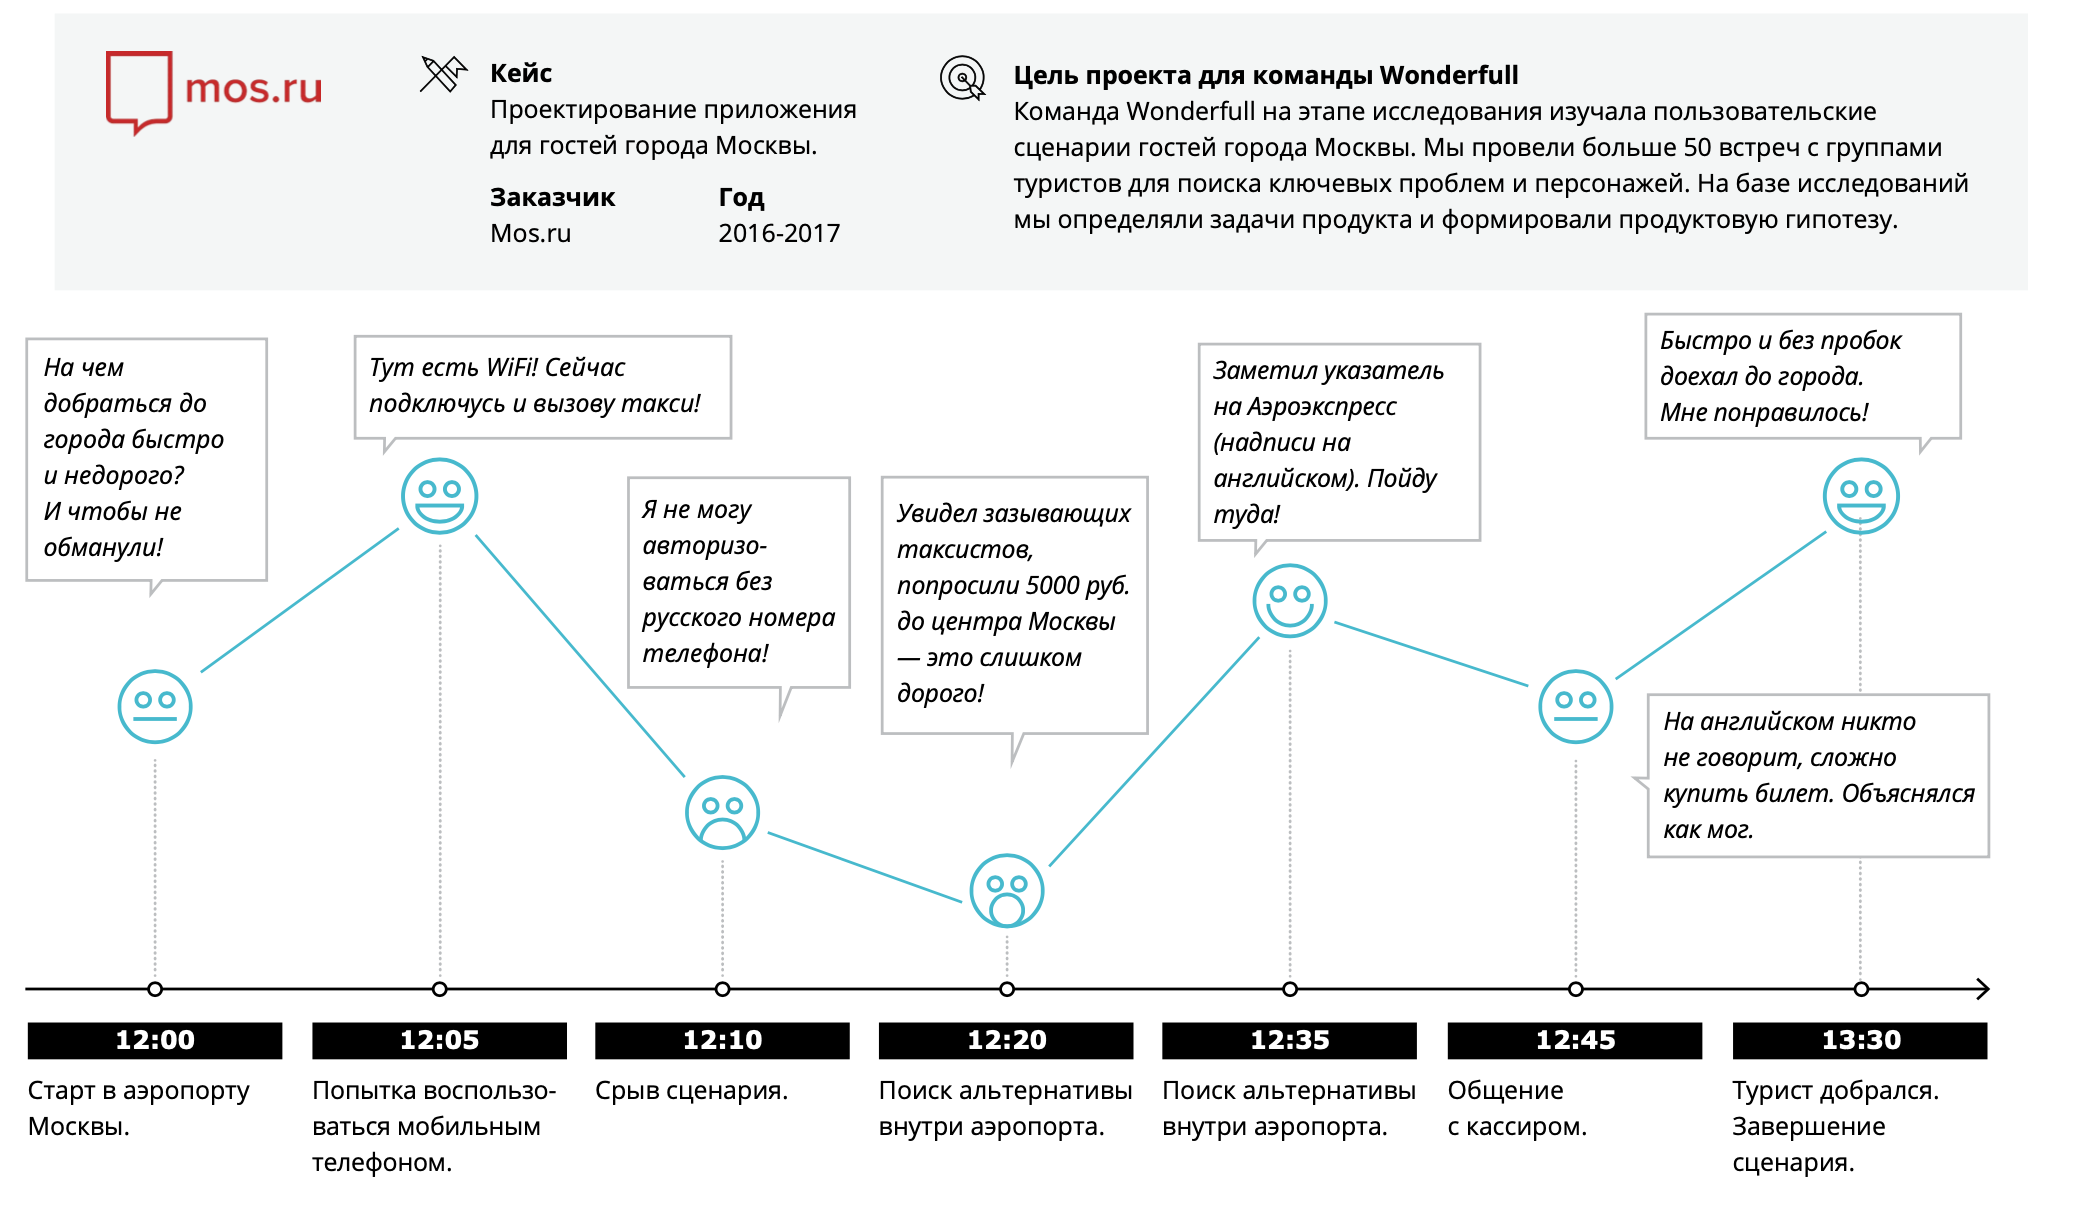 mos.ru
Кейс
Проектирование приложения
для гостей города Москвы.
Заказчик
Mos.ru
Год
2016-2017
Цель проекта для команды Wonderfull
Команда Wonderfull на этапе исследования изучала пользовательские
сценарии гостей города Москвы. Мы провели больше 50 встреч с группами
туристов для поиска ключевых проблем и персонажей. На базе исследований
мы определяли задачи продукта и формировали продуктовую гипотезу.
На чем
добраться до
города быстро
и недорого?
И чтобы не
обманули!
Тут есть WiFi! Сейчас
подключусь и вызову такси!
Я не могу
авторизо-
ваться без
русского номера
телефона!
Увидел зазывающих
таксистов,
попросили 5000 руб.
до центра Москвы
— это слишком
дорого!
Заметил указатель
на Аэроэкспресс
(надписи на
английском). Пойду
туда!
На английском никто
не говорит, сложно
купить билет. Объяснялся
как мог.
Быстро и без пробок
доехал до города.
Мне понравилось!
12:00
Старт в аэропорту
Москвы.
12:05
Попытка воспользо-
ваться мобильным
телефоном.
12:10
Срыв сценария.
12:20
Поиск альтернативы
внутри аэропорта.
12:35
Поиск альтернативы
внутри аэропорта.
12:45
Общение
с кассиром.
13:30
Турист добрался.
Завершение
сценария.